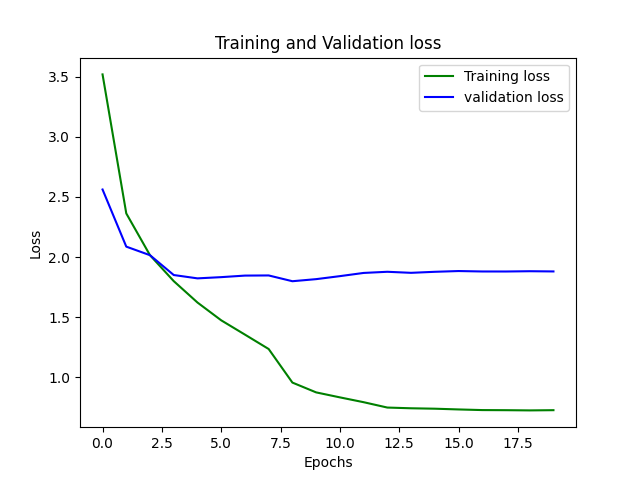 Training and Validation loss
Training loss
validation loss
3.5
3.0
2.5
2.0
1.5
1.0
Loss
0.0 2.5 5.0 7.5 10.0 12.5 15.0 17.5
Epochs